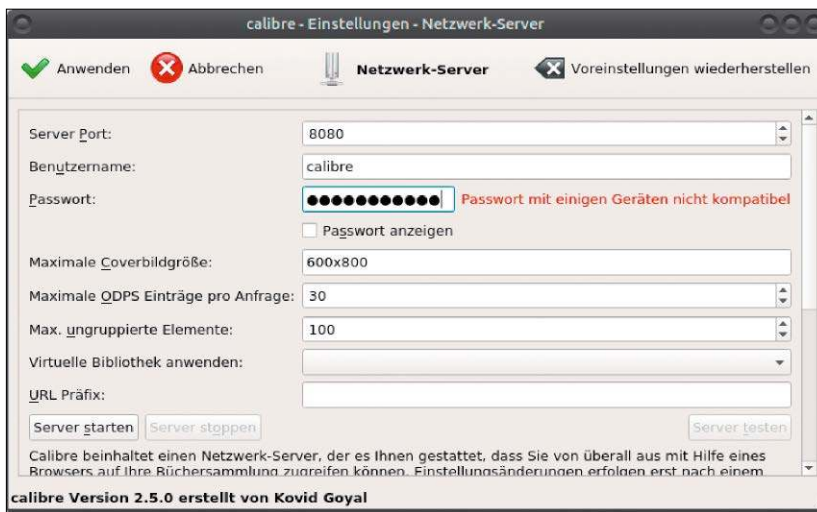 calibre - Einstellungen - Netzwerk-Server
Anwenden Abbrechen Netzwerk-Server Voreinstellungen wiederherstellen
Server Port: 8080
Benutzername: calibre
Passwort: ●●●●●●●●●●● Passwort mit einigen Geräten nicht kompatibel
Passwort anzeigen
Maximale Coverbildgröße: 600x800
Maximale ODPS Einträge pro Anfrage: 30
Max. ungruppierte Elemente: 100
Virtuelle Bibliothek anwenden:
URL Präfix:
Server starten Server stoppen Server testen
Calibre beinhaltet einen Netzwerk-Server, der es Ihnen gestattet, dass Sie von überall aus mit Hilfe eines
Browsers auf Ihre Büchersammlung zugreifen können. Einstellungsänderungen erfolgen erst nach einem
calibre Version 2.5.0 erstellt von Kovid Goyal